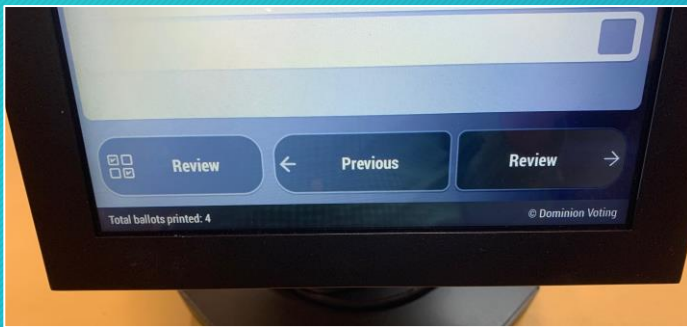 Review
Previous
Review
Total ballots printed: 4
© Dominion Voting